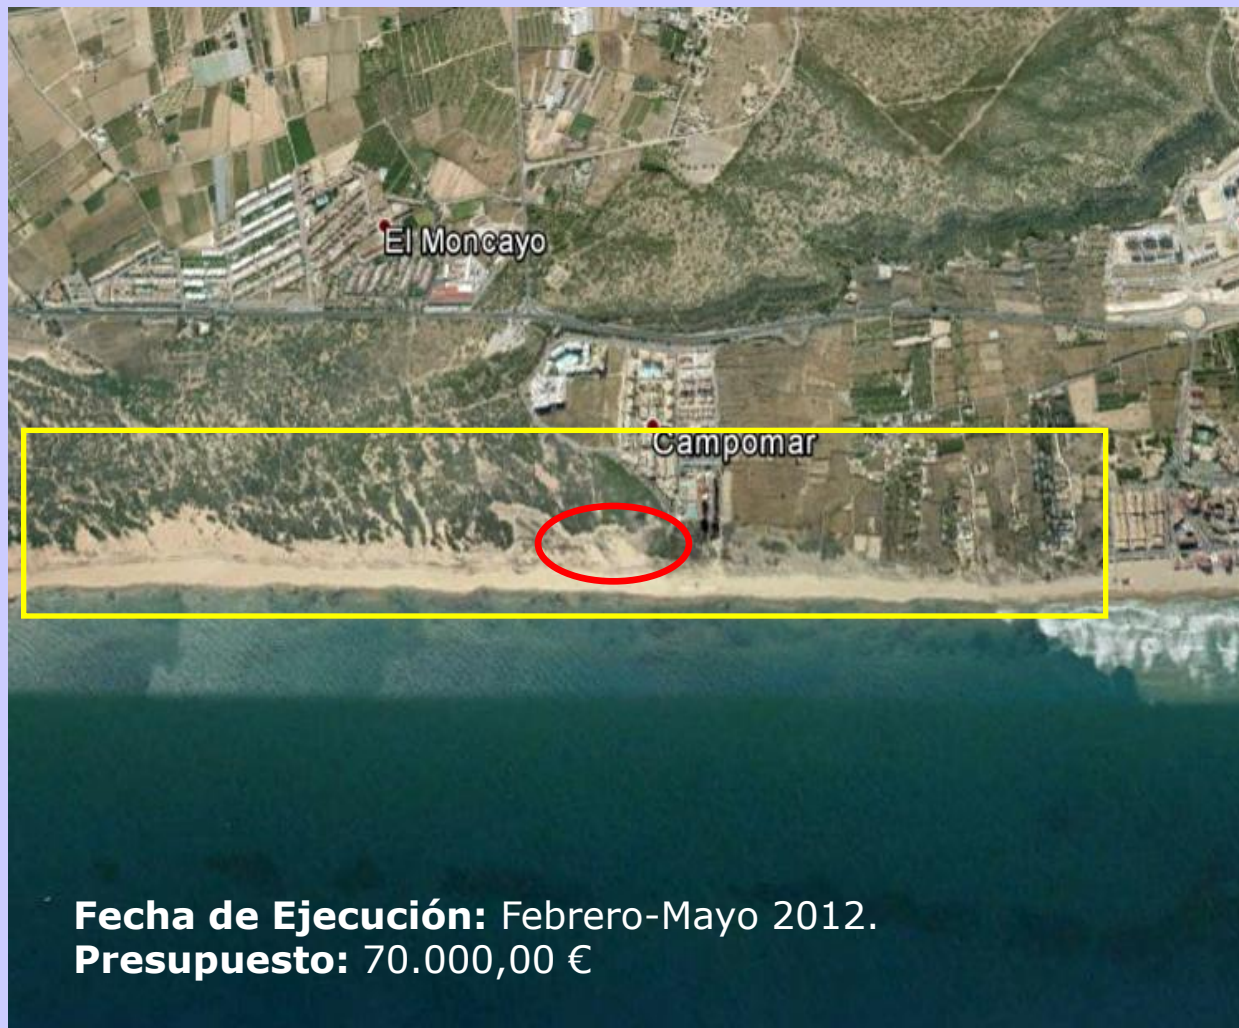 El Moncayo
Campomar
Fecha de Ejecución: Febrero-Mayo 2012.
Presupuesto: 70.000,00 €